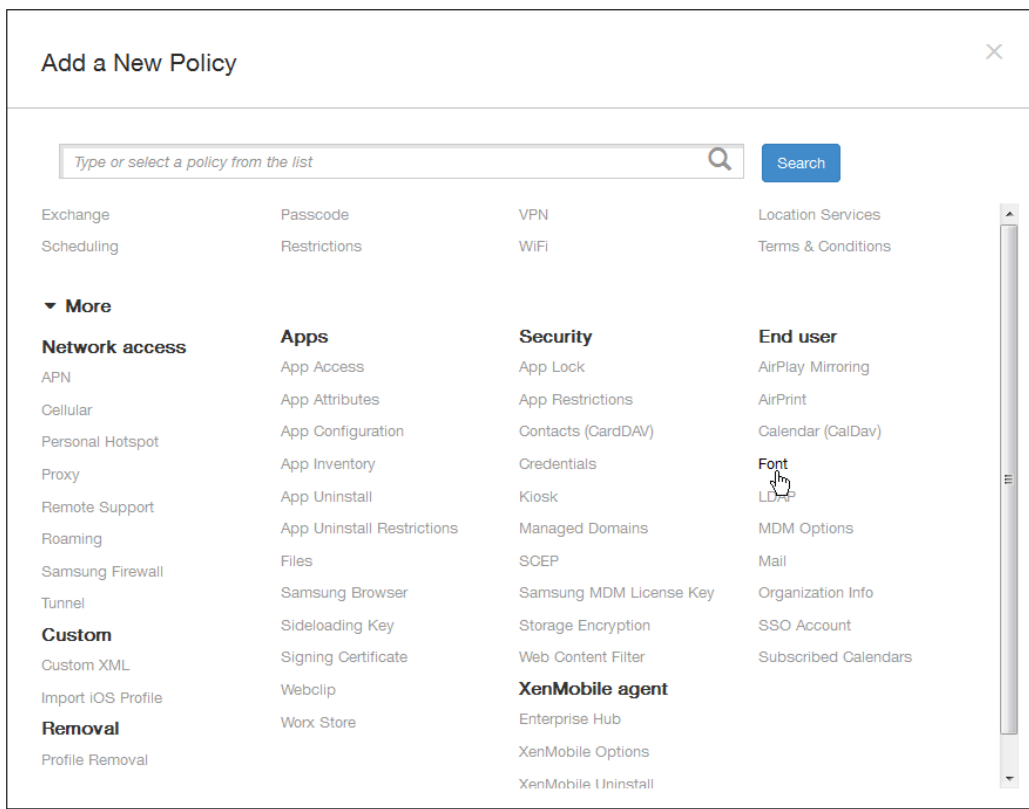 Add a New Policy
Type or select a policy from the list
Search
Exchange
Passcode
VPN
Location Services
Scheduling
Restrictions
WiFi
Terms & Conditions
More
Network access
APN
Cellular
Personal Hotspot
Proxy
Remote Support
Roaming
Samsung Firewall
Tunnel
Custom
Custom XML
Import iOS Profile
Removal
Profile Removal
Apps
App Access
App Attributes
App Configuration
App Inventory
App Uninstall
App Uninstall Restrictions
Files
Samsung Browser
Sideloading Key
Signing Certificate
Webclip
Worx Store
Security
App Lock
App Restrictions
Contacts (CardDAV)
Credentials
Kiosk
Managed Domains
SCEP
Samsung MDM License Key
Storage Encryption
Web Content Filter
XenMobile agent
Enterprise Hub
XenMobile Options
XenMobile Uninstall
End user
AirPlay Mirroring
AirPrint
Calendar (CalDav)
Font
LDAP
MDM Options
Mail
Organization Info
SSO Account
Subscribed Calendars